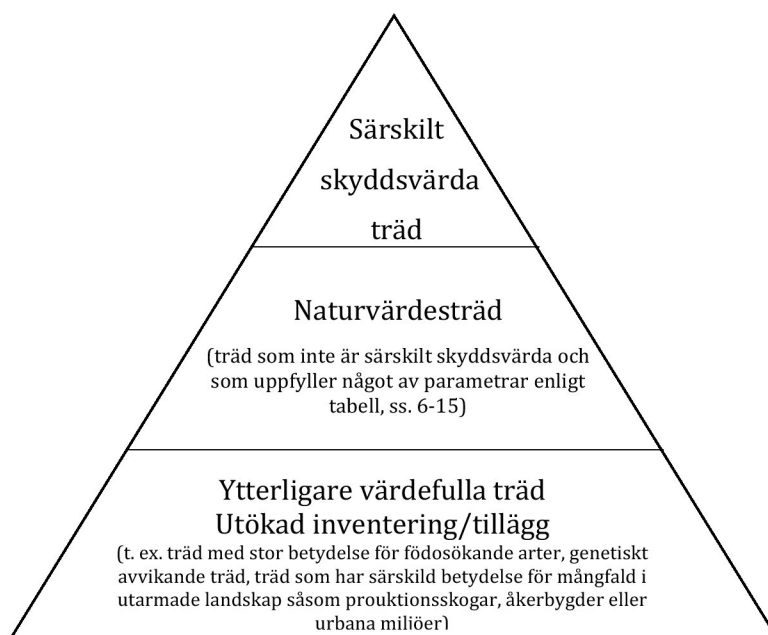 Särskilt
skyddsvärda
träd
Naturvärdesträd
(träd som inte är särskilt skyddsvärda och
som uppfyller något av parametrar enligt
tabell, ss. 6-15)
Ytterligare värdefulla träd
Utökad inventering/tillägg
(t. ex. träd med stor betydelse för födosökande arter, genetiskt
avvikande träd, träd som har särskild betydelse för mångfald i
utarmade landskap såsom prouktionsskogar, åkerbygder eller
urbana miljöer)